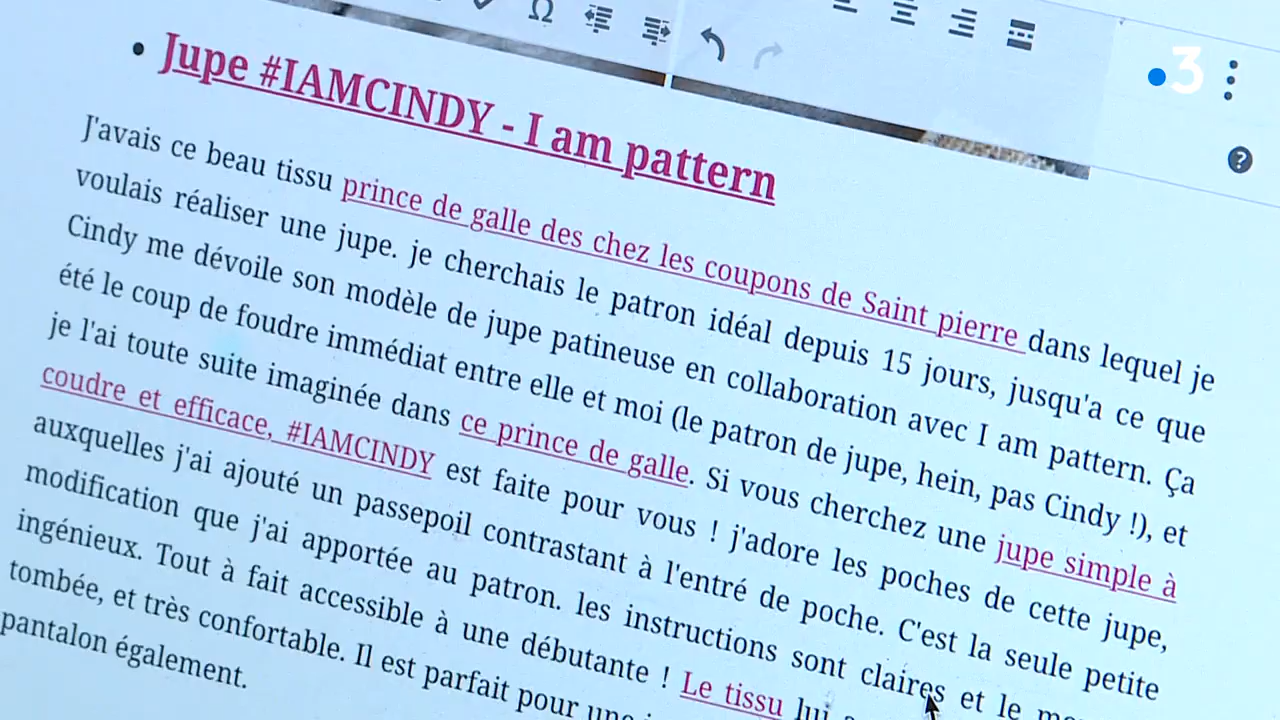 Ω
3
?
• Jupe #IAMCINDY - I am pattern
J'avais ce beau tissu prince de galle des chez les coupons de Saint pierre dans lequel je
voulais réaliser une jupe. je cherchais le patron idéal depuis 15 jours, jusqu'a ce que
Cindy me dévoile son modèle de jupe patineuse en collaboration avec I am pattern. Ça
été le coup de foudre immédiat entre elle et moi (le patron de jupe, hein, pas Cindy !), et
je l'ai toute suite imaginée dans ce prince de galle. Si vous cherchez une jupe simple à
coudre et efficace, #IAMCINDY est faite pour vous ! j'adore les poches de cette jupe,
auxquelles j'ai ajouté un passepoil contrastant à l'entré de poche. C'est la seule petite
modification que j'ai apportée au patron. les instructions sont claires et le
ingénieux. Tout à fait accessible à une débutante ! Le tissu lui
tombée, et très confortable. Il est parfait pour une
pantalon également.